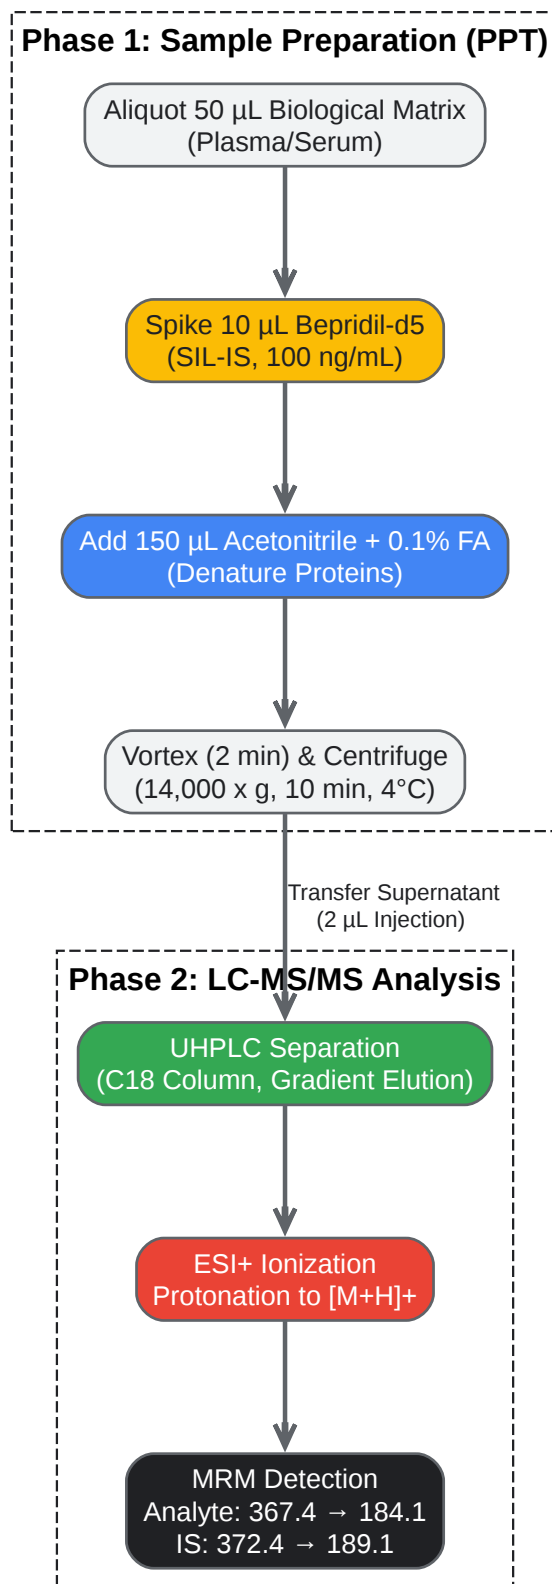 Phase 1: Sample Preparation (PPT)
Aliquot 50 µL Biological Matrix
(Plasma/Serum)
Spike 10 µL Bepridil-d5
(SIL-IS, 100 ng/mL)
Add 150 µL Acetonitrile + 0.1% FA
(Denature Proteins)
Vortex (2 min) & Centrifuge
(14,000 x g, 10 min, 4°C)
Transfer Supernatant
(2 µL Injection)
Phase 2: LC-MS/MS Analysis
UHPLC Separation
(C18 Column, Gradient Elution)
ESI+ Ionization
Protonation to [M+H]+
MRM Detection
Analyte: 367.4 → 184.1
IS: 372.4 → 189.1